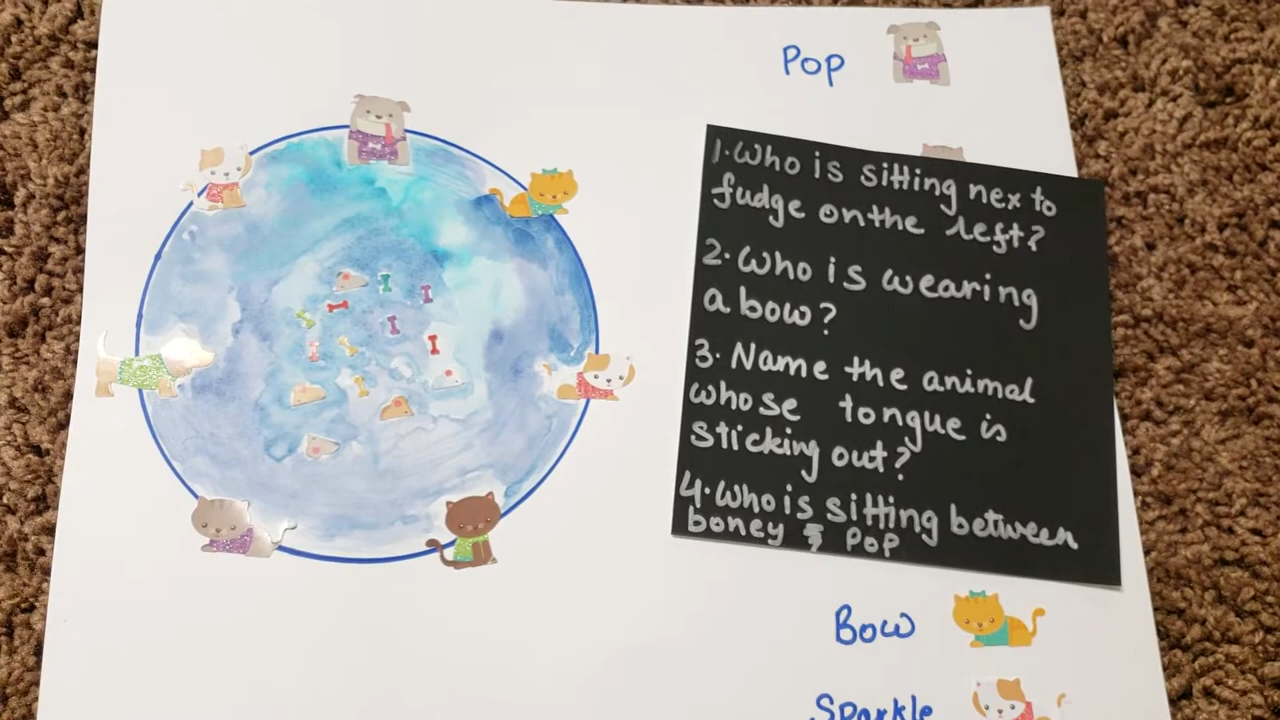 Pop
1. Who is sitting next to
fudge on the left?
2. Who is wearing
a bow?
3. Name the animal
whose tongue is
sticking out?
4. Who is sitting between
boney & POP
Bow
Sparkle